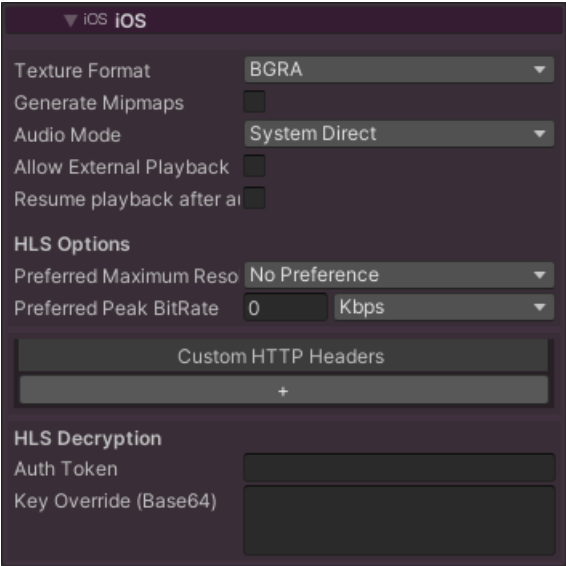 iOS iOS
Texture Format BGRA
Generate Mipmaps
Audio Mode System Direct
Allow External Playback
Resume playback after a
HLS Options
Preferred Maximum Reso No Preference
Preferred Peak BitRate 0 Kbps
Custom HTTP Headers
+
HLS Decryption
Auth Token
Key Override (Base64)